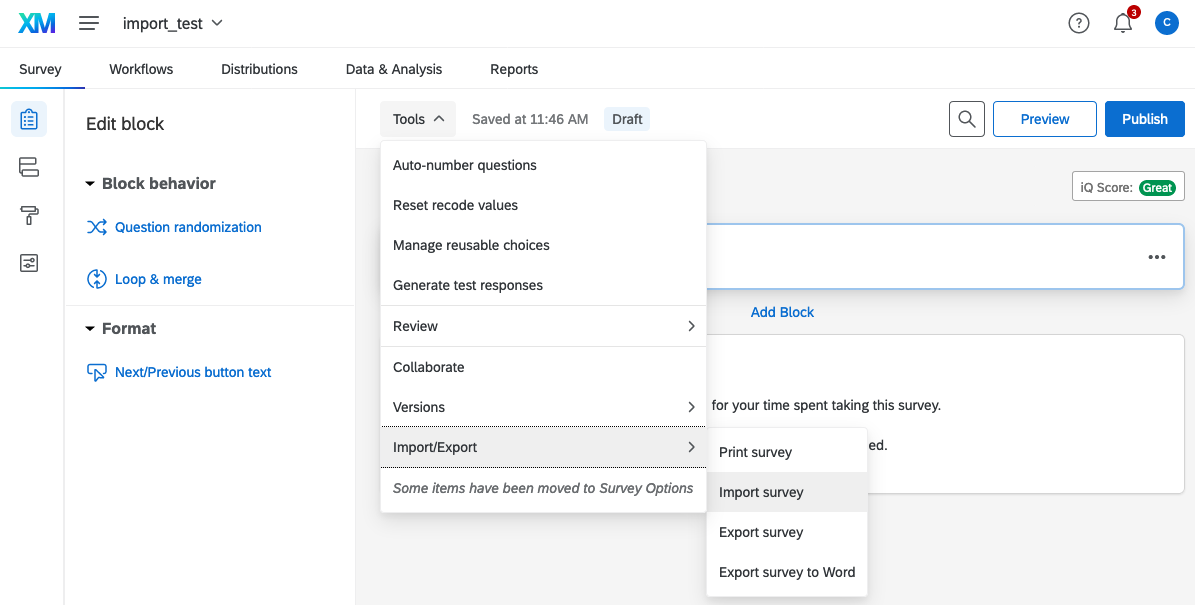 XM
import_test
3
C
Survey
Workflows
Distributions
Data & Analysis
Reports
Edit block
Block behavior
Question randomization
Loop & merge
Format
Next/Previous button text
Tools
Saved at 11:46 AM
Draft
Preview
Publish
iQ Score: Great
Auto-number questions
Reset recode values
Manage reusable choices
Generate test responses
Review
Collaborate
Versions
Import/Export
Some items have been moved to Survey Options
Print survey
Import survey
Export survey
Export survey to Word
Add Block
for your time spent taking this survey.
ed.